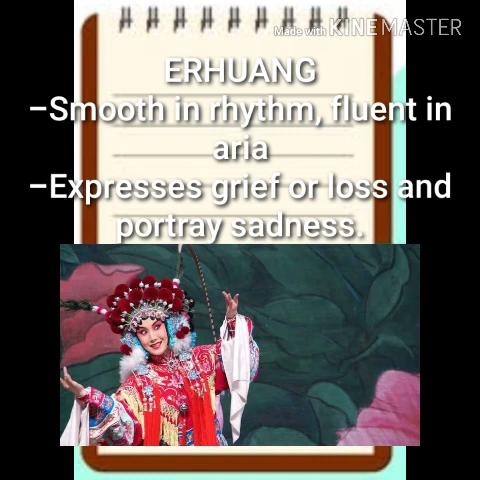 Made with KINEMASTER
ERHUANG
–Smooth in rhythm, fluent in
aria
–Expresses grief or loss and
portray sadness.